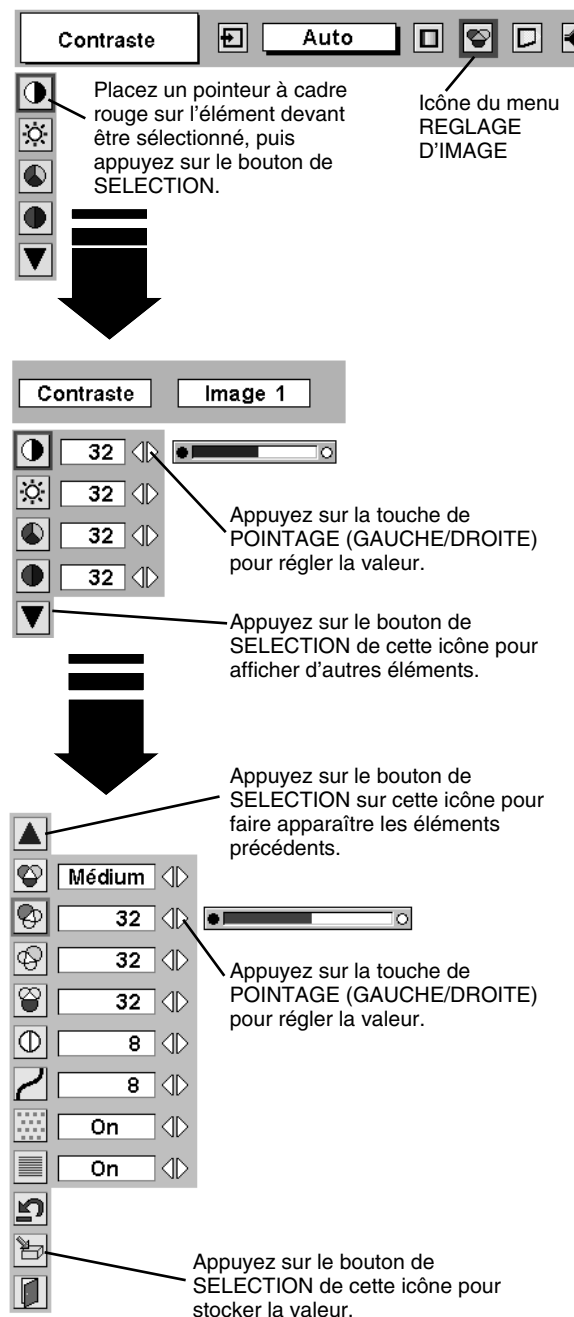 Contraste Auto
Placez un pointeur à cadre
rouge sur l'élément devant
être sélectionné, puis
appuyez sur le bouton de
SELECTION.
Icône du menu
REGLAGE
D'IMAGE
Contraste Image 1
32
32
32
32
Appuyez sur la touche de
POINTAGE (GAUCHE/DROITE)
pour régler la valeur.
Appuyez sur le bouton de
SELECTION de cette icône pour
afficher d'autres éléments.
Appuyez sur le bouton de
SELECTION sur cette icône pour
faire apparaître les éléments
précédents.
Médium
32
32
32
8
8
On
On
Appuyez sur la touche de
POINTAGE (GAUCHE/DROITE)
pour régler la valeur.
Appuyez sur le bouton de
SELECTION de cette icône pour
stocker la valeur.